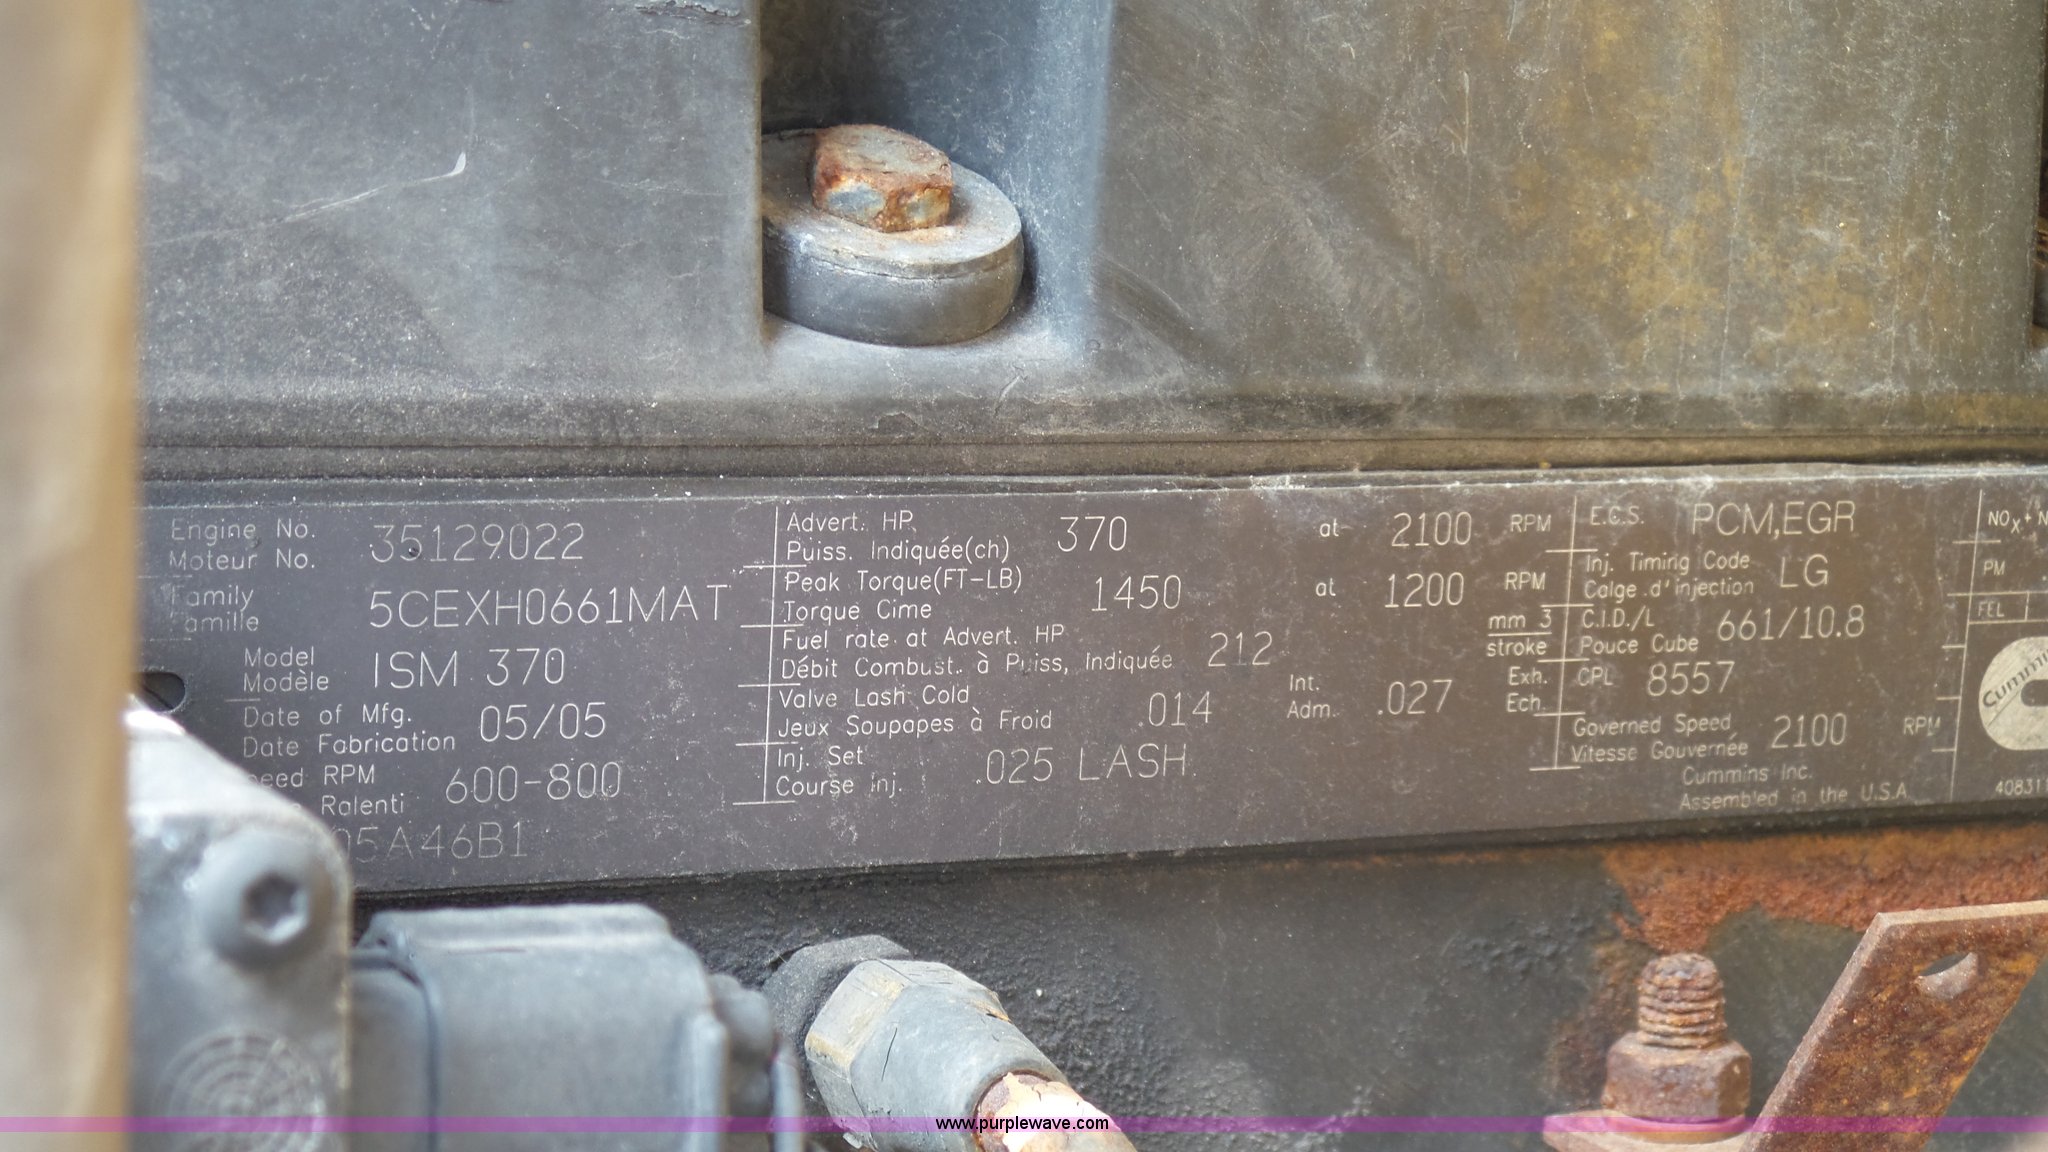 Engine No.
Moteur No.
35129022
Family
Famille
5CEXH0661MAT
Model
Modèle
ISM 370
Date of Mfg.
Date Fabrication
05/05
RPM
Ralenti
600-800
05A46B1
Advert. HP
Puiss. Indiquée(ch)
370 at 2100 RPM
Peak Torque(FT-LB)
Torque Cime
1450 at 1200 RPM
Fuel rate at Advert. HP
Débit Combust. à Puiss, Indiquée
212
mm 3
stroke
Valve Lash Cold
Jeux Soupapes à Froid
.014
Int.
Adm.
.027
Exh.
Ech.
Inj. Set
Course Inj.
.025 LASH
E.C.S.
PCM,EGR
Inj. Timing Code
Calge d'injection
LG
C.I.D./L
Pouce Cube
661/10.8
CPL
8557
Governed Speed
Vitesse Gouvernée
2100 RPM
Cummins Inc.
Assembled in the U.S.A
NOx+
PM
FEL
Cummins
www.purplewave.com